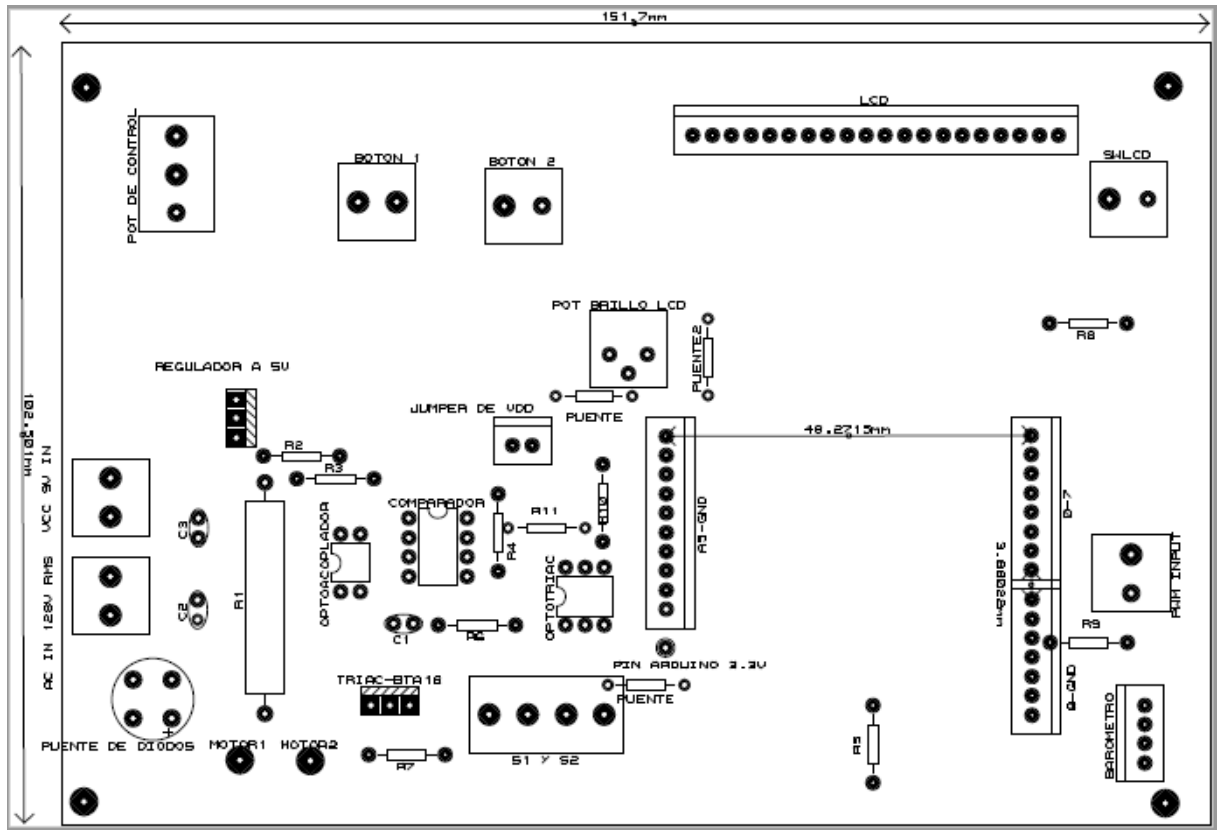 151.7mm
LCD
POT DE CONTROL
BOTON 1
BOTON 2
SWLCD
POT BRILLO LCD
PUENTE2
R8
REGULADOR A 5V
PUENTE
JUMPER DE VDD
48.2715mm
R2
R3
VCC 9V IN
COMPARADOR
R10
R11
R4
A5-GND
0-7
C3
OPTOACOPLADOR
PWM INPUT
AC IN 120V RMS
R1
C2
OPTOTRIAC
C1
R6
R9
PIN ARDUINO 3.3V
TRIAC-BTA16
PUENTE
8-GND
BAROMETRO
PUENTE DE DIODOS
+
MOTOR1
MOTOR2
R7
S1 Y S2
R5